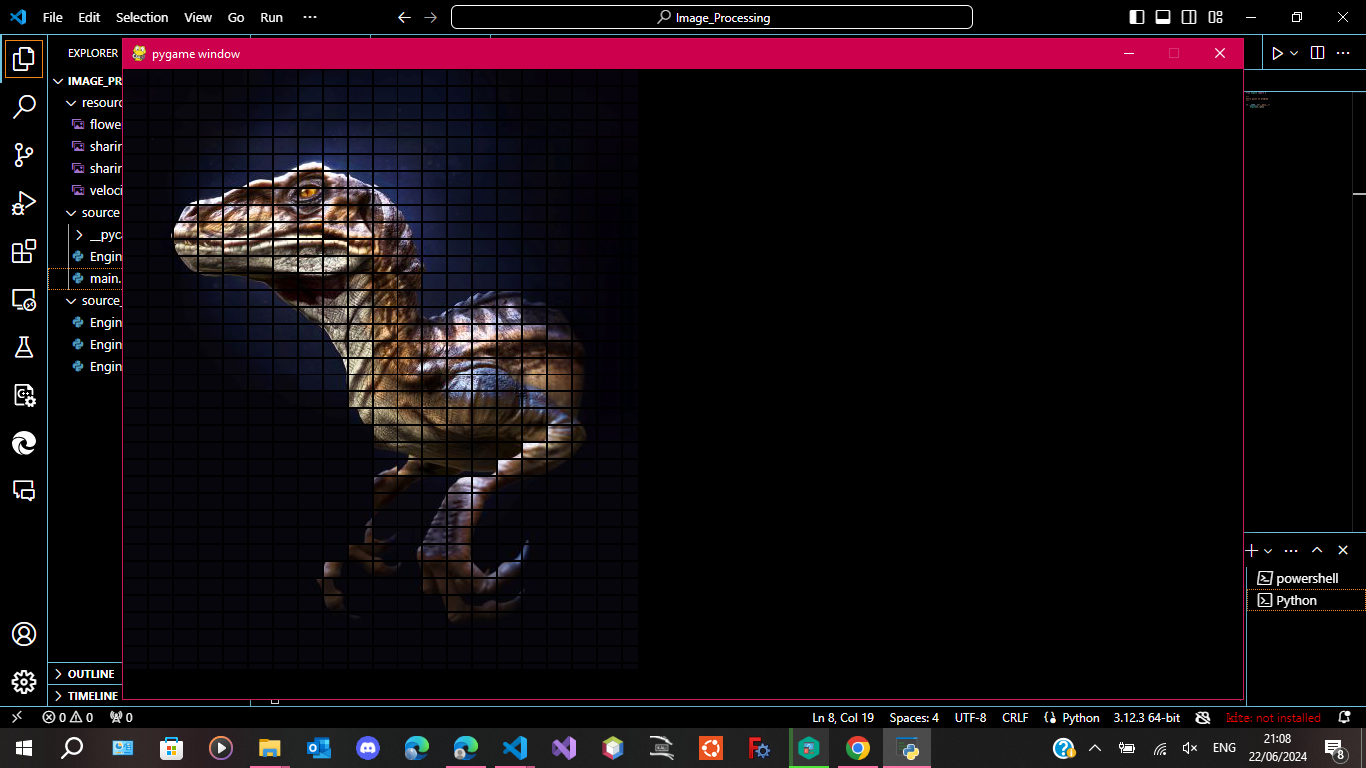 File Edit Selection View Go Run ···
Image_Processing
EXPLORER
pygame window
IMAGE_PR
resourc
flowe
sharin
sharin
veloci
source
__pyca
Engin
main.
source_
Engin
Engin
Engin
powershell
Python
OUTLINE
TIMELINE
0 0 0 Ln 8, Col 19 Spaces: 4 UTF-8 CRLF Python 3.12.3 64-bit not installed
ENG 21:08
22/06/2024
8